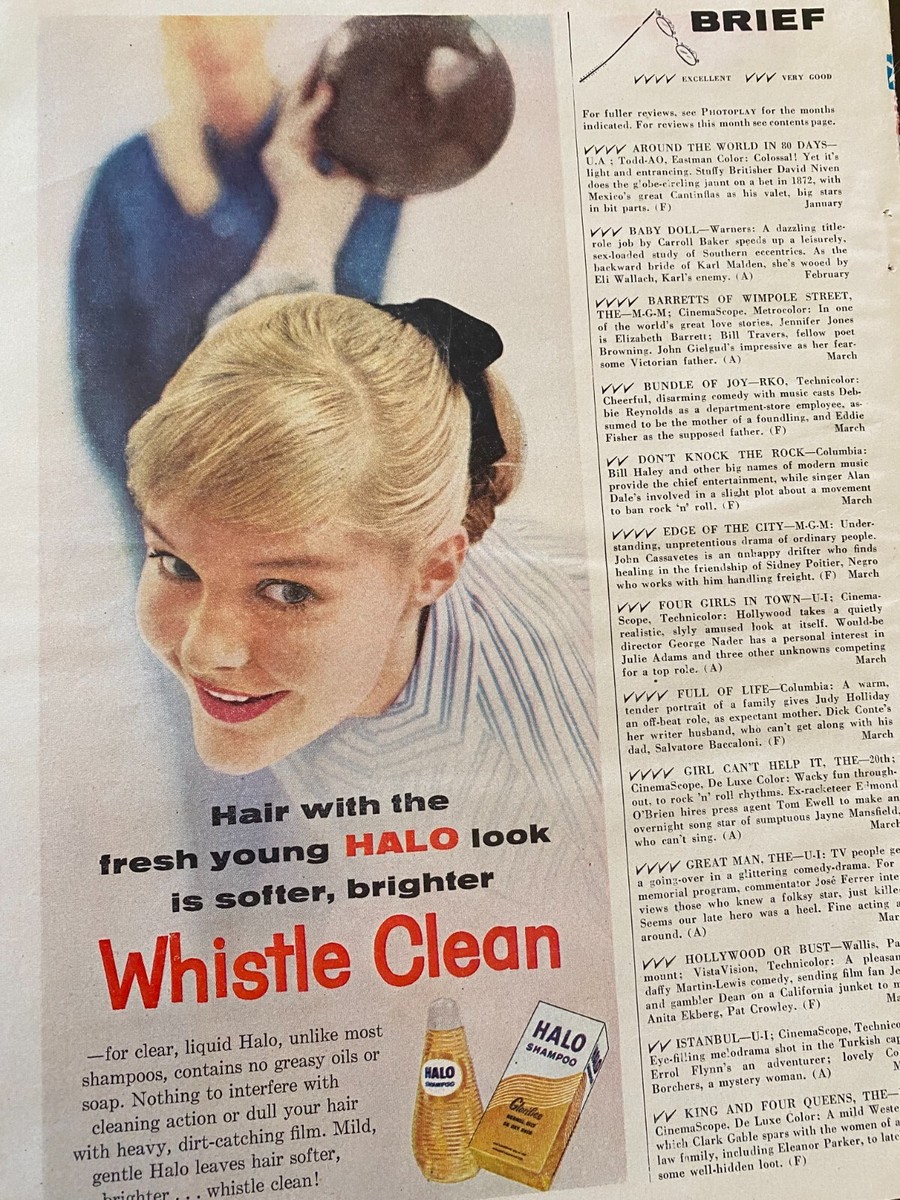 Hair with the
fresh young HALO look
is softer, brighter
Whistle Clean
—for clear, liquid Halo, unlike most
shampoos, contains no greasy oils or
soap. Nothing to interfere with
cleaning action or dull your hair
with heavy, dirt-catching film. Mild,
gentle Halo leaves hair softer,
brighter . . . whistle clean!
HALO
SHAMPOO
HALO
SHAMPOO
Glorifies
BRIEF
✓✓✓✓ EXCELLENT ✓✓✓ VERY GOOD
For fuller reviews, see PHOTOPLAY for the months
indicated. For reviews this month see contents page.
✓✓✓✓ AROUND THE WORLD IN 80 DAYS—
U.A.; Todd-AO, Eastman Color: Colossal! Yet it's
light and entrancing. Stuffy Britisher David Niven
does the globe-circling jaunt on a bet in 1872, with
Mexico's great Cantinflas as his valet, big stars
in bit parts. (F) January
✓✓✓ BABY DOLL—Warners: A dazzling title-
role job by Carroll Baker speeds up a leisurely,
sex-loaded study of Southern eccentrics. As the
backward bride of Karl Malden, she's wooed by
Eli Wallach, Karl's enemy. (A) February
✓✓✓✓ BARRETTS OF WIMPOLE STREET,
THE—M-G-M; CinemaScope, Metrocolor: In one
of the world's great love stories, Jennifer Jones
is Elizabeth Barrett; Bill Travers, fellow poet
Browning. John Gielgud's impressive as her fear-
some Victorian father. (A) March
✓✓✓ BUNDLE OF JOY—RKO, Technicolor:
Cheerful, disarming comedy with music casts Deb-
bie Reynolds as a department-store employee, as-
sumed to be the mother of a foundling, and Eddie
Fisher as the supposed father. (F) March
✓✓ DON'T KNOCK THE ROCK—Columbia:
Bill Haley and other big names of modern music
provide the chief entertainment, while singer Alan
Dale's involved in a slight plot about a movement
to ban rock 'n' roll. (F) March
✓✓✓✓ EDGE OF THE CITY—M-G-M: Under-
standing, unpretentious drama of ordinary people.
John Cassavetes is an unhappy drifter who finds
healing in the friendship of Sidney Poitier, Negro
who works with him handling freight. (F) March
✓✓✓ FOUR GIRLS IN TOWN—U-I; Cinema-
Scope, Technicolor: Hollywood takes a quietly
realistic, slyly amused look at itself. Would-be
director George Nader has a personal interest in
Julie Adams and three other unknowns competing
for a top role. (A) March
✓✓✓✓ FULL OF LIFE—Columbia: A warm,
tender portrait of a family gives Judy Holliday
an off-beat role, as expectant mother. Dick Conte's
her writer husband, who can't get along with his
dad, Salvatore Baccaloni. (F) March
✓✓✓✓ GIRL CAN'T HELP IT, THE—20th;
CinemaScope, De Luxe Color: Wacky fun through-
out, to rock 'n' roll rhythms. Ex-racketeer Edmond
O'Brien hires press agent Tom Ewell to make an
overnight song star of sumptuous Jayne Mansfield,
who can't sing. (A) March
✓✓✓✓ GREAT MAN, THE—U-I: TV people ge
a going-over in a glittering comedy-drama. For
memorial program, commentator José Ferrer inte
views those who knew a folksy star, just kille
Seems our late hero was a heel. Fine acting a
around. (A) Mar
✓✓✓ HOLLYWOOD OR BUST—Wallis, Pa
mount; VistaVision, Technicolor: A pleasan
daffy Martin-Lewis comedy, sending film fan Je
and gambler Dean on a California junket to m
Anita Ekberg, Pat Crowley. (F) Ma
✓✓ ISTANBUL—U-I; CinemaScope, Technico
Eye-filling melodrama shot in the Turkish cap
Errol Flynn's an adventurer; lovely Co
Borchers, a mystery woman. (A) M
✓✓ KING AND FOUR QUEENS, THE—
CinemaScope, De Luxe Color: A mild Weste
which Clark Gable spars with the women of a
law family, including Eleanor Parker, to late
some well-hidden loot. (F)